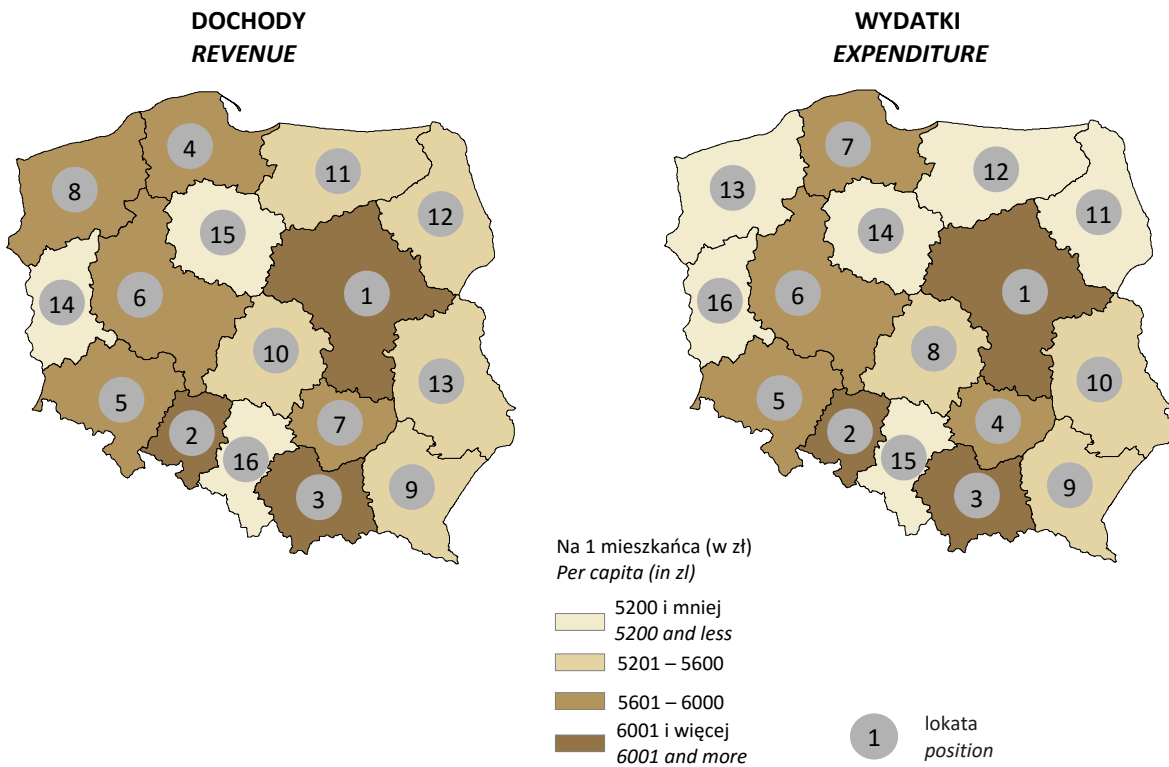 DOCHODY
REVENUE
4
8
11
12
15
14
6
1
10
13
5
2
7
16
3
9
WYDATKI
EXPENDITURE
7
13
12
11
14
16
6
1
8
10
5
2
4
15
3
9
Na 1 mieszkańca (w zł)
Per capita (in zl)
5200 i mniej
5200 and less
5201 – 5600
5601 – 6000
6001 i więcej
6001 and more
1
lokata
position